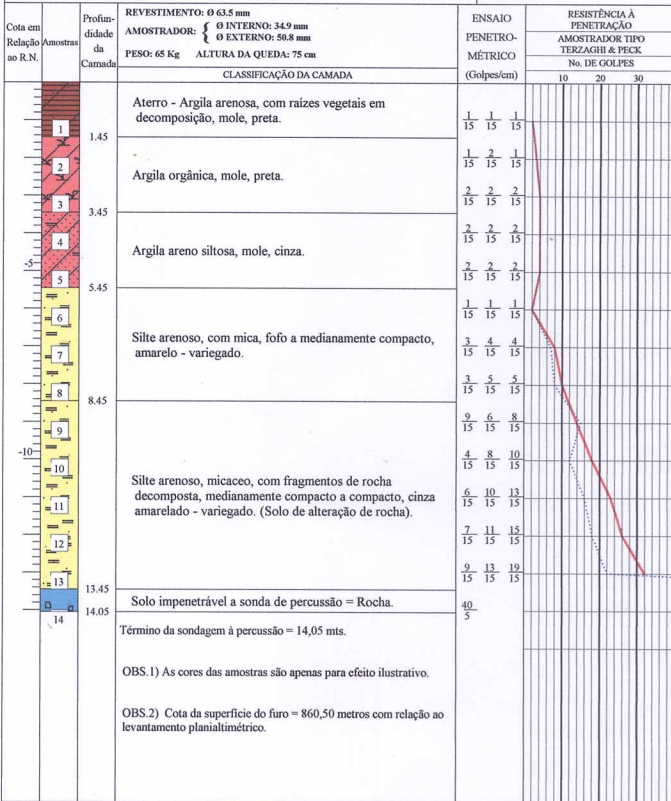 Cota em
Relação
ao R.N.
Amostras
Profun-
didade
da
Camada
REVESTIMENTO: Ø 63.5 mm
AMOSTRADOR: { Ø INTERNO: 34.9 mm
Ø EXTERNO: 50.8 mm
PESO: 65 Kg ALTURA DA QUEDA: 75 cm
CLASSIFICAÇÃO DA CAMADA
ENSAIO
PENETRO-
MÉTRICO
(Golpes/cm)
RESISTÊNCIA À
PENETRAÇÃO
AMOSTRADOR TIPO
TERZAGHI & PECK
No. DE GOLPES
10 20 30
Aterro - Argila arenosa, com raízes vegetais em
decomposição, mole, preta.
1
1/15 1/15 1/15
1.45
2
1/15 2/15 1/15
Argila orgânica, mole, preta.
3
2/15 2/15 2/15
3.45
4
2/15 2/15 2/15
Argila areno siltosa, mole, cinza.
-5
5
2/15 2/15 2/15
5.45
6
1/15 1/15 1/15
Silte arenoso, com mica, fofo a medianamente compacto,
amarelo - variegado.
7
3/15 4/15 4/15
8
3/15 5/15 5/15
8.45
9
9/15 6/15 8/15
-10
10
4/15 8/15 10/15
Silte arenoso, micaceo, com fragmentos de rocha
decomposta, medianamente compacto a compacto, cinza
amarelado - variegado. (Solo de alteração de rocha).
11
6/15 10/15 13/15
12
7/15 11/15 15/15
13
9/15 13/15 19/15
13.45
Solo impenetrável a sonda de percussão = Rocha.
14.05
40/5
14
Término da sondagem à percussão = 14,05 mts.
OBS.1) As cores das amostras são apenas para efeito ilustrativo.
OBS.2) Cota da superfície do furo = 860,50 metros com relação ao
levantamento planialtimétrico.